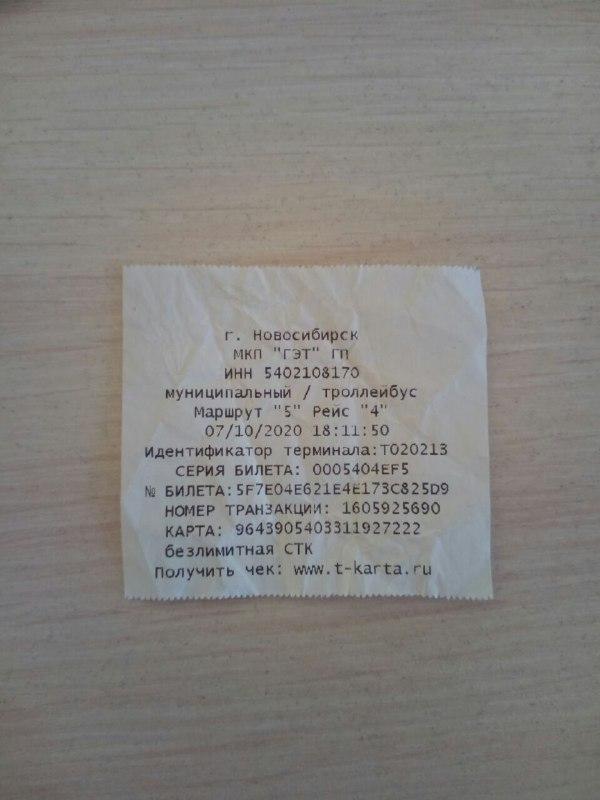 г. Новосибирск
МКП "ГЭТ" ГП
ИНН 5402108170
муниципальный / троллейбус
Маршрут "5" Рейс "4"
07/10/2020 18:11:50
Идентификатор терминала:Т020213
СЕРИЯ БИЛЕТА: 0005404EF5
№ БИЛЕТА:5F7E04E621E4E173C825D9
НОМЕР ТРАНЗАКЦИИ: 1605925690
КАРТА: 9643905403311927222
безлимитная СТК
Получить чек: www.t-karta.ru